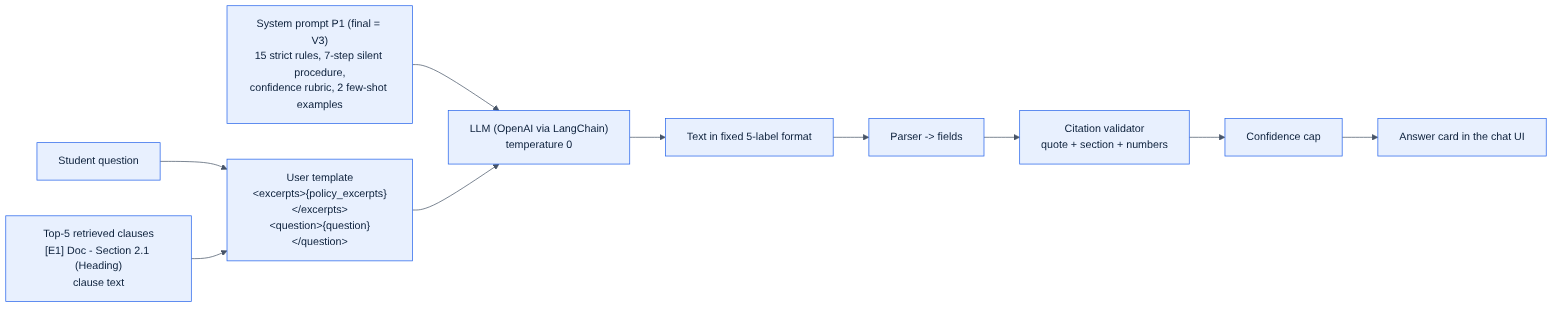 System prompt P1 (final =
V3)
15 strict rules, 7-step silent
procedure,
confidence rubric, 2 few-shot
examples
Student question
Top-5 retrieved clauses
[E1] Doc - Section 2.1
(Heading)
clause text
User template
<excerpts>{policy_excerpts}
</excerpts>
<question>{question}
</question>
LLM (OpenAI via LangChain)
temperature 0
Text in fixed 5-label format
Parser -> fields
Citation validator
quote + section + numbers
Confidence cap
Answer card in the chat UI